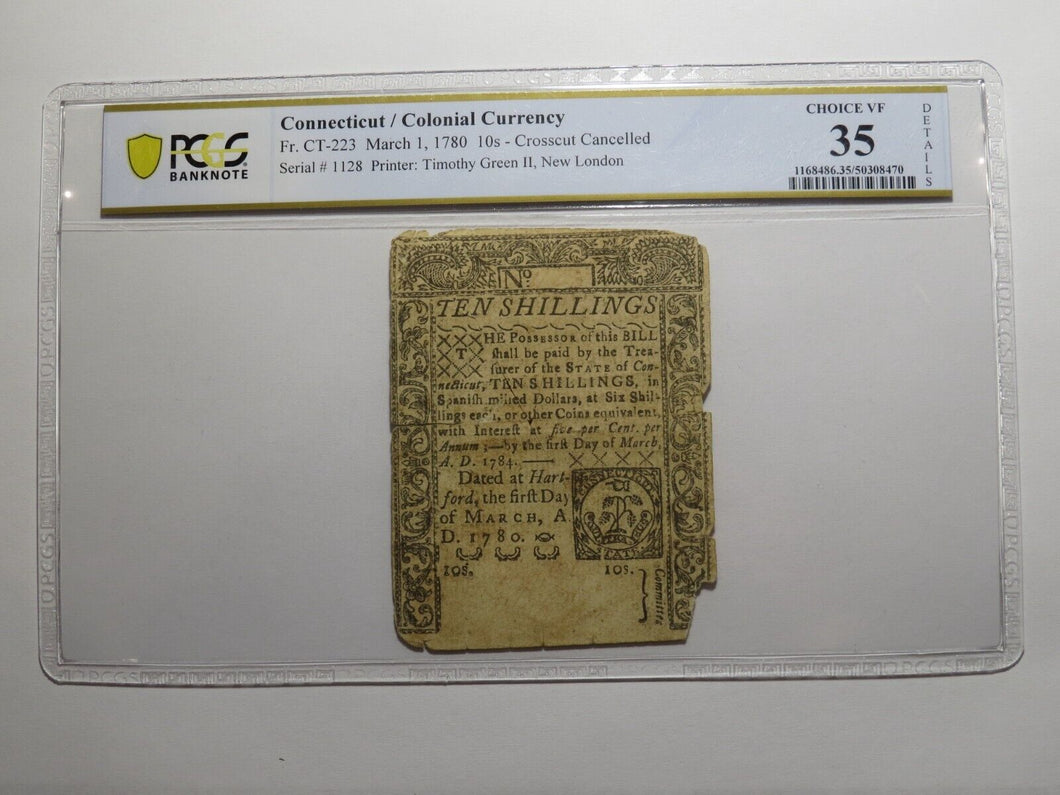 PCGS
BANKNOTE
Connecticut / Colonial Currency
Fr. CT-223 March 1, 1780 10s - Crosscut Cancelled
Serial # 1128 Printer: Timothy Green II, New London
CHOICE VF
35
1168486.35/50308470
DETAILS
No
TEN SHILLINGS
THE POSSESSOR of this BILL
ſhall be paid by the Trea-
ſurer of the STATE of Con-
necticut, TEN SHILLINGS, in
Spaniſh milled Dollars, at Six Shil-
lings each, or other Coins equivalent,
with Intereſt at five per Cent. per
Annum ;—by the firſt Day of March,
A. D. 1784. ——
Dated at Hart-
ford, the firſt Day
of MARCH, A.
D. 1780.
10s. 10s.
Committee